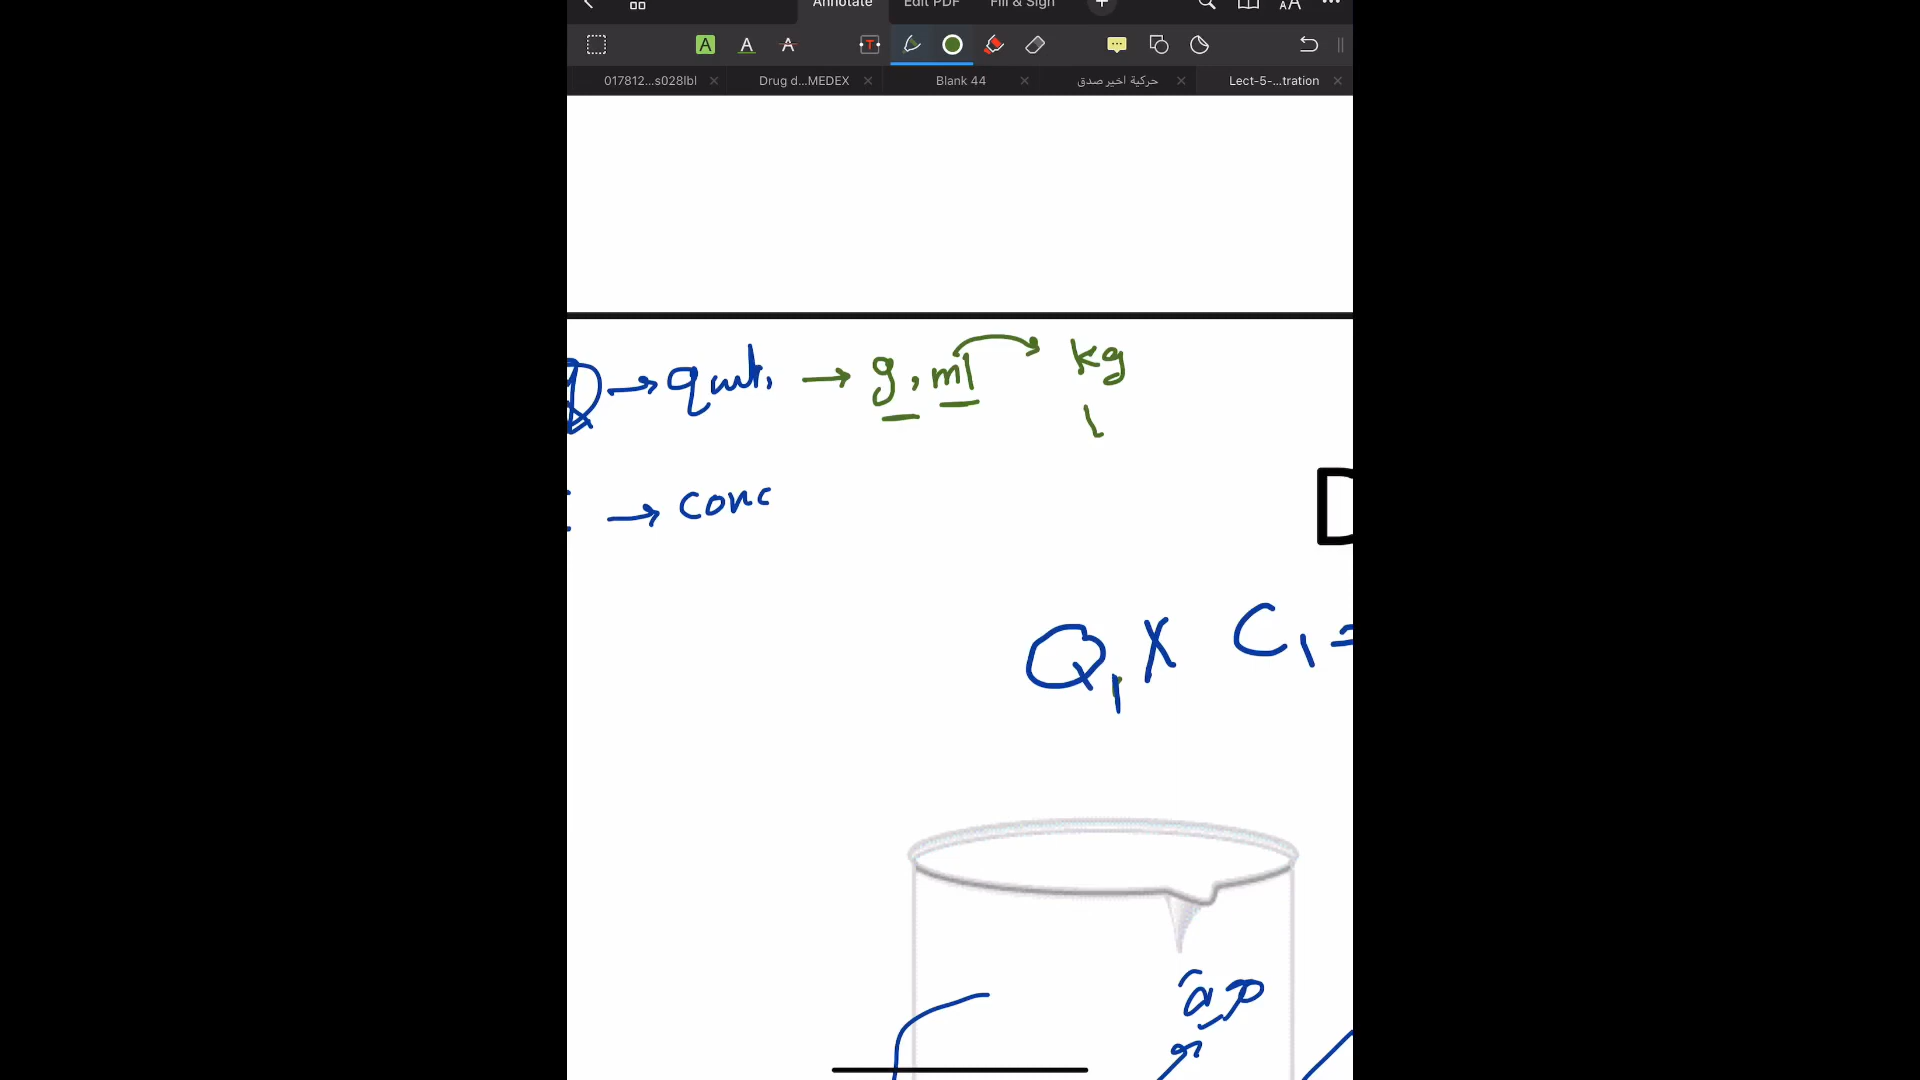 Annotate Edit PDF Fill & Sign
017812...s028lbl Drug d...MEDEX Blank 44 حركية اخير صدق Lect-5-...tration
Q → qnt. → g, ml kg
L
→ conc
D
Q₁ X C₁ =